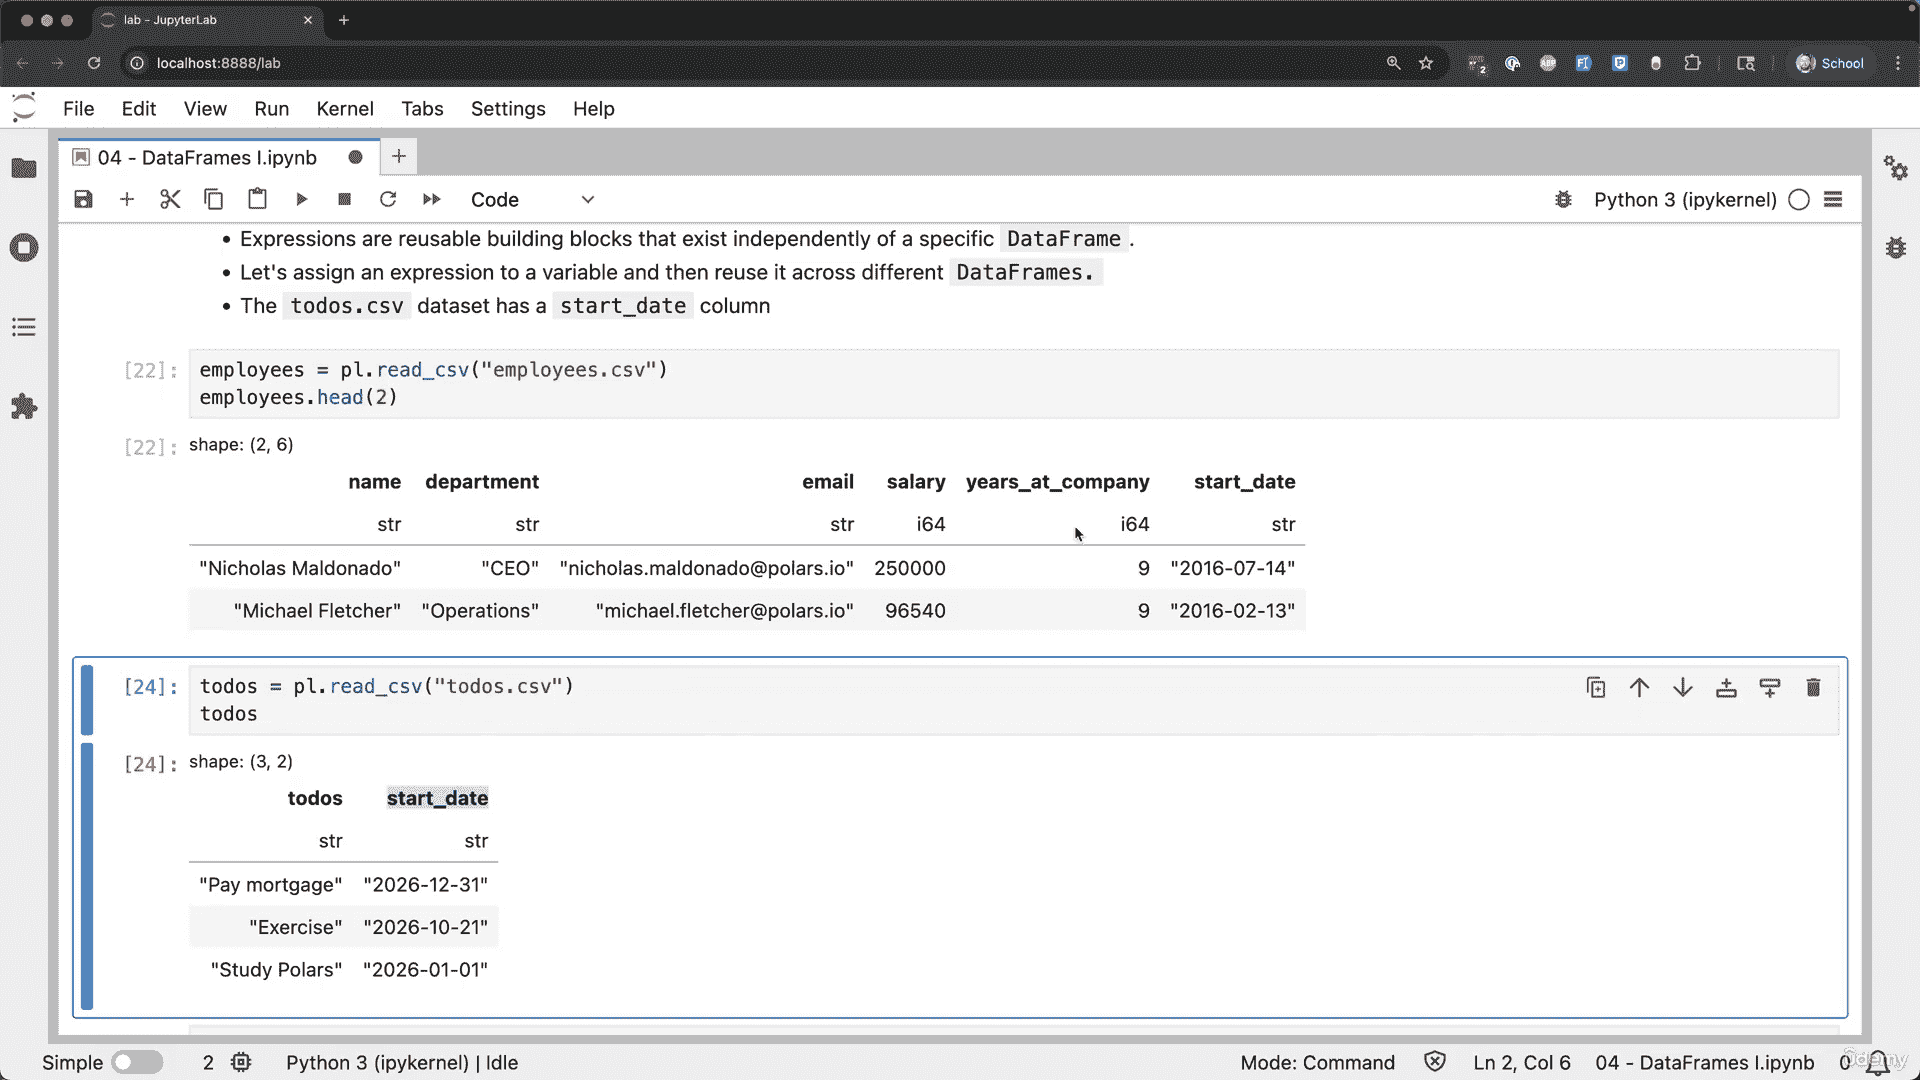 lab - JupyterLab
localhost:8888/lab
2
ABP
School
File Edit View Run Kernel Tabs Settings Help
04 - DataFrames I.ipynb
Code
Python 3 (ipykernel)
Expressions are reusable building blocks that exist independently of a specific DataFrame .
Let's assign an expression to a variable and then reuse it across different DataFrames.
The todos.csv dataset has a start_date column
[22]: employees = pl.read_csv("employees.csv")
employees.head(2)
[22]: shape: (2, 6)
name department email salary years_at_company start_date
str str str i64 i64 str
"Nicholas Maldonado" "CEO" "nicholas.maldonado@polars.io" 250000 9 "2016-07-14"
"Michael Fletcher" "Operations" "michael.fletcher@polars.io" 96540 9 "2016-02-13"
[24]: todos = pl.read_csv("todos.csv")
todos
[24]: shape: (3, 2)
todos start_date
str str
"Pay mortgage" "2026-12-31"
"Exercise" "2026-10-21"
"Study Polars" "2026-01-01"
Simple 2 Python 3 (ipykernel) | Idle Mode: Command Ln 2, Col 6 04 - DataFrames I.ipynb 0
Udemy